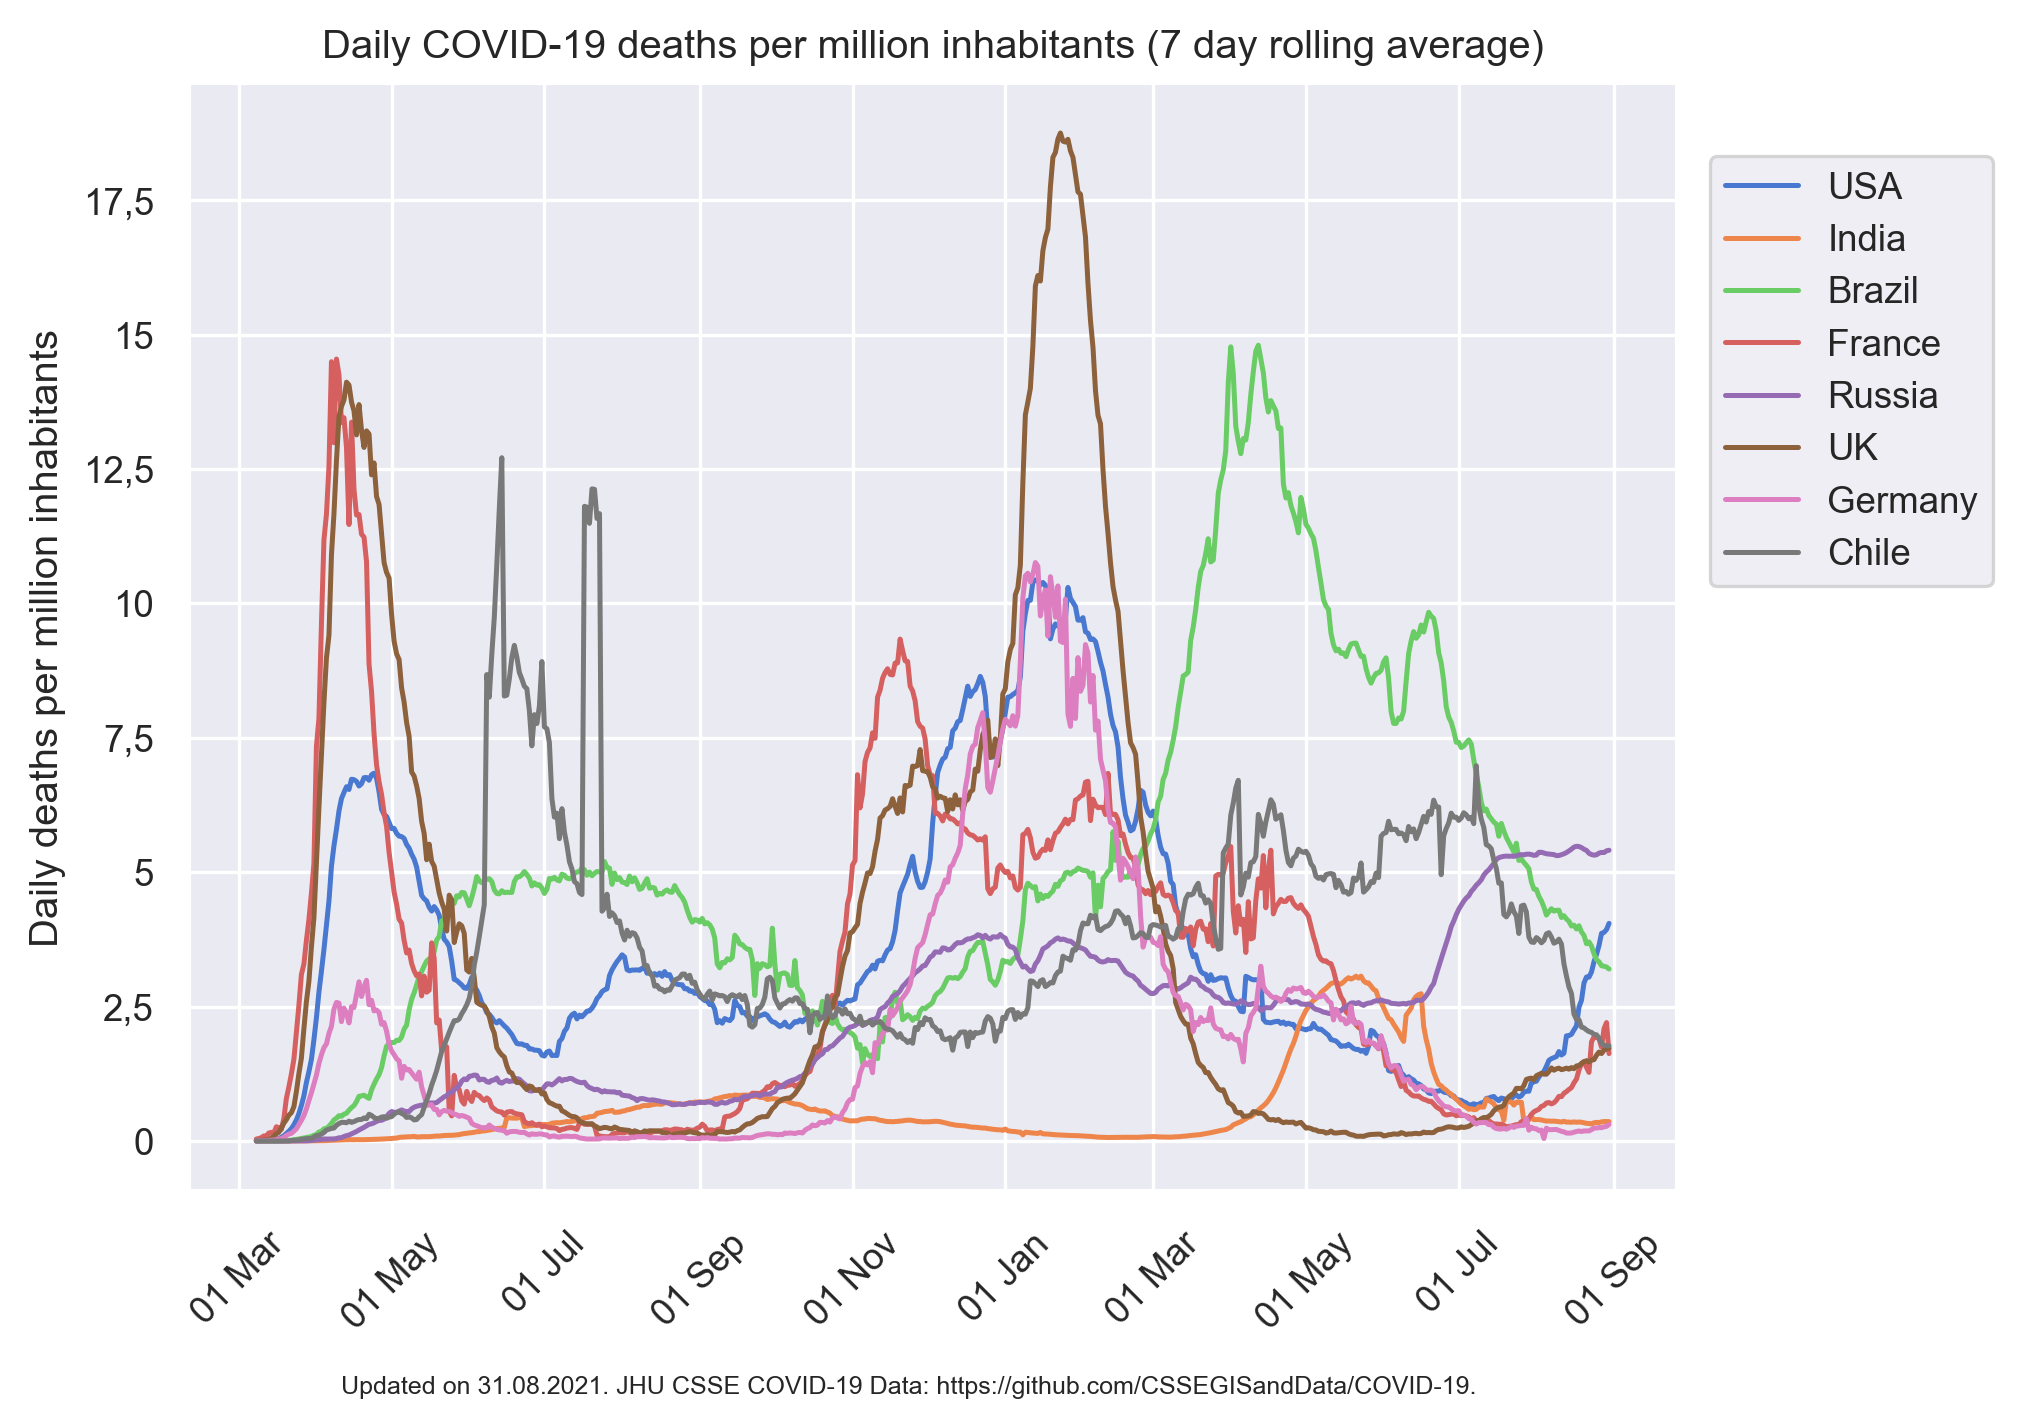 Daily COVID-19 deaths per million inhabitants (7 day rolling average)
Daily deaths per million inhabitants
17,5
15
12,5
10
7,5
5
2,5
0
01 Mar
01 May
01 Jul
01 Sep
01 Nov
01 Jan
01 Mar
01 May
01 Jul
01 Sep
USA
India
Brazil
France
Russia
UK
Germany
Chile
Updated on 31.08.2021. JHU CSSE COVID-19 Data: https://github.com/CSSEGISandData/COVID-19.